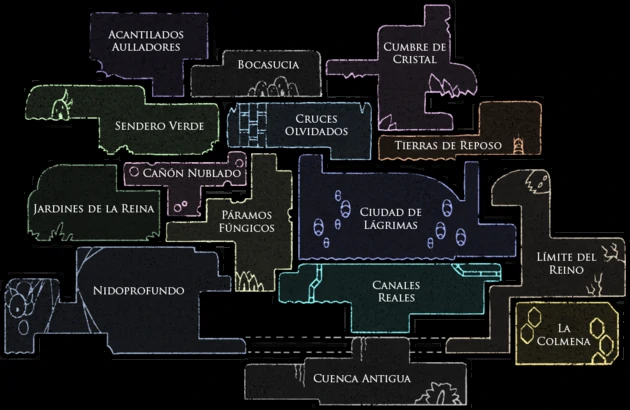 ACANTILADOS
AULLADORES
BOCASUCIA
CUMBRE DE
CRISTAL
SENDERO VERDE
CRUCES
OLVIDADOS
TIERRAS DE REPOSO
CAÑÓN NUBLADO
JARDINES DE LA REINA
PÁRAMOS
FÚNGICOS
CIUDAD DE
LÁGRIMAS
LÍMITE DEL
REINO
NIDOPROFUNDO
CANALES
REALES
LA
COLMENA
CUENCA ANTIGUA